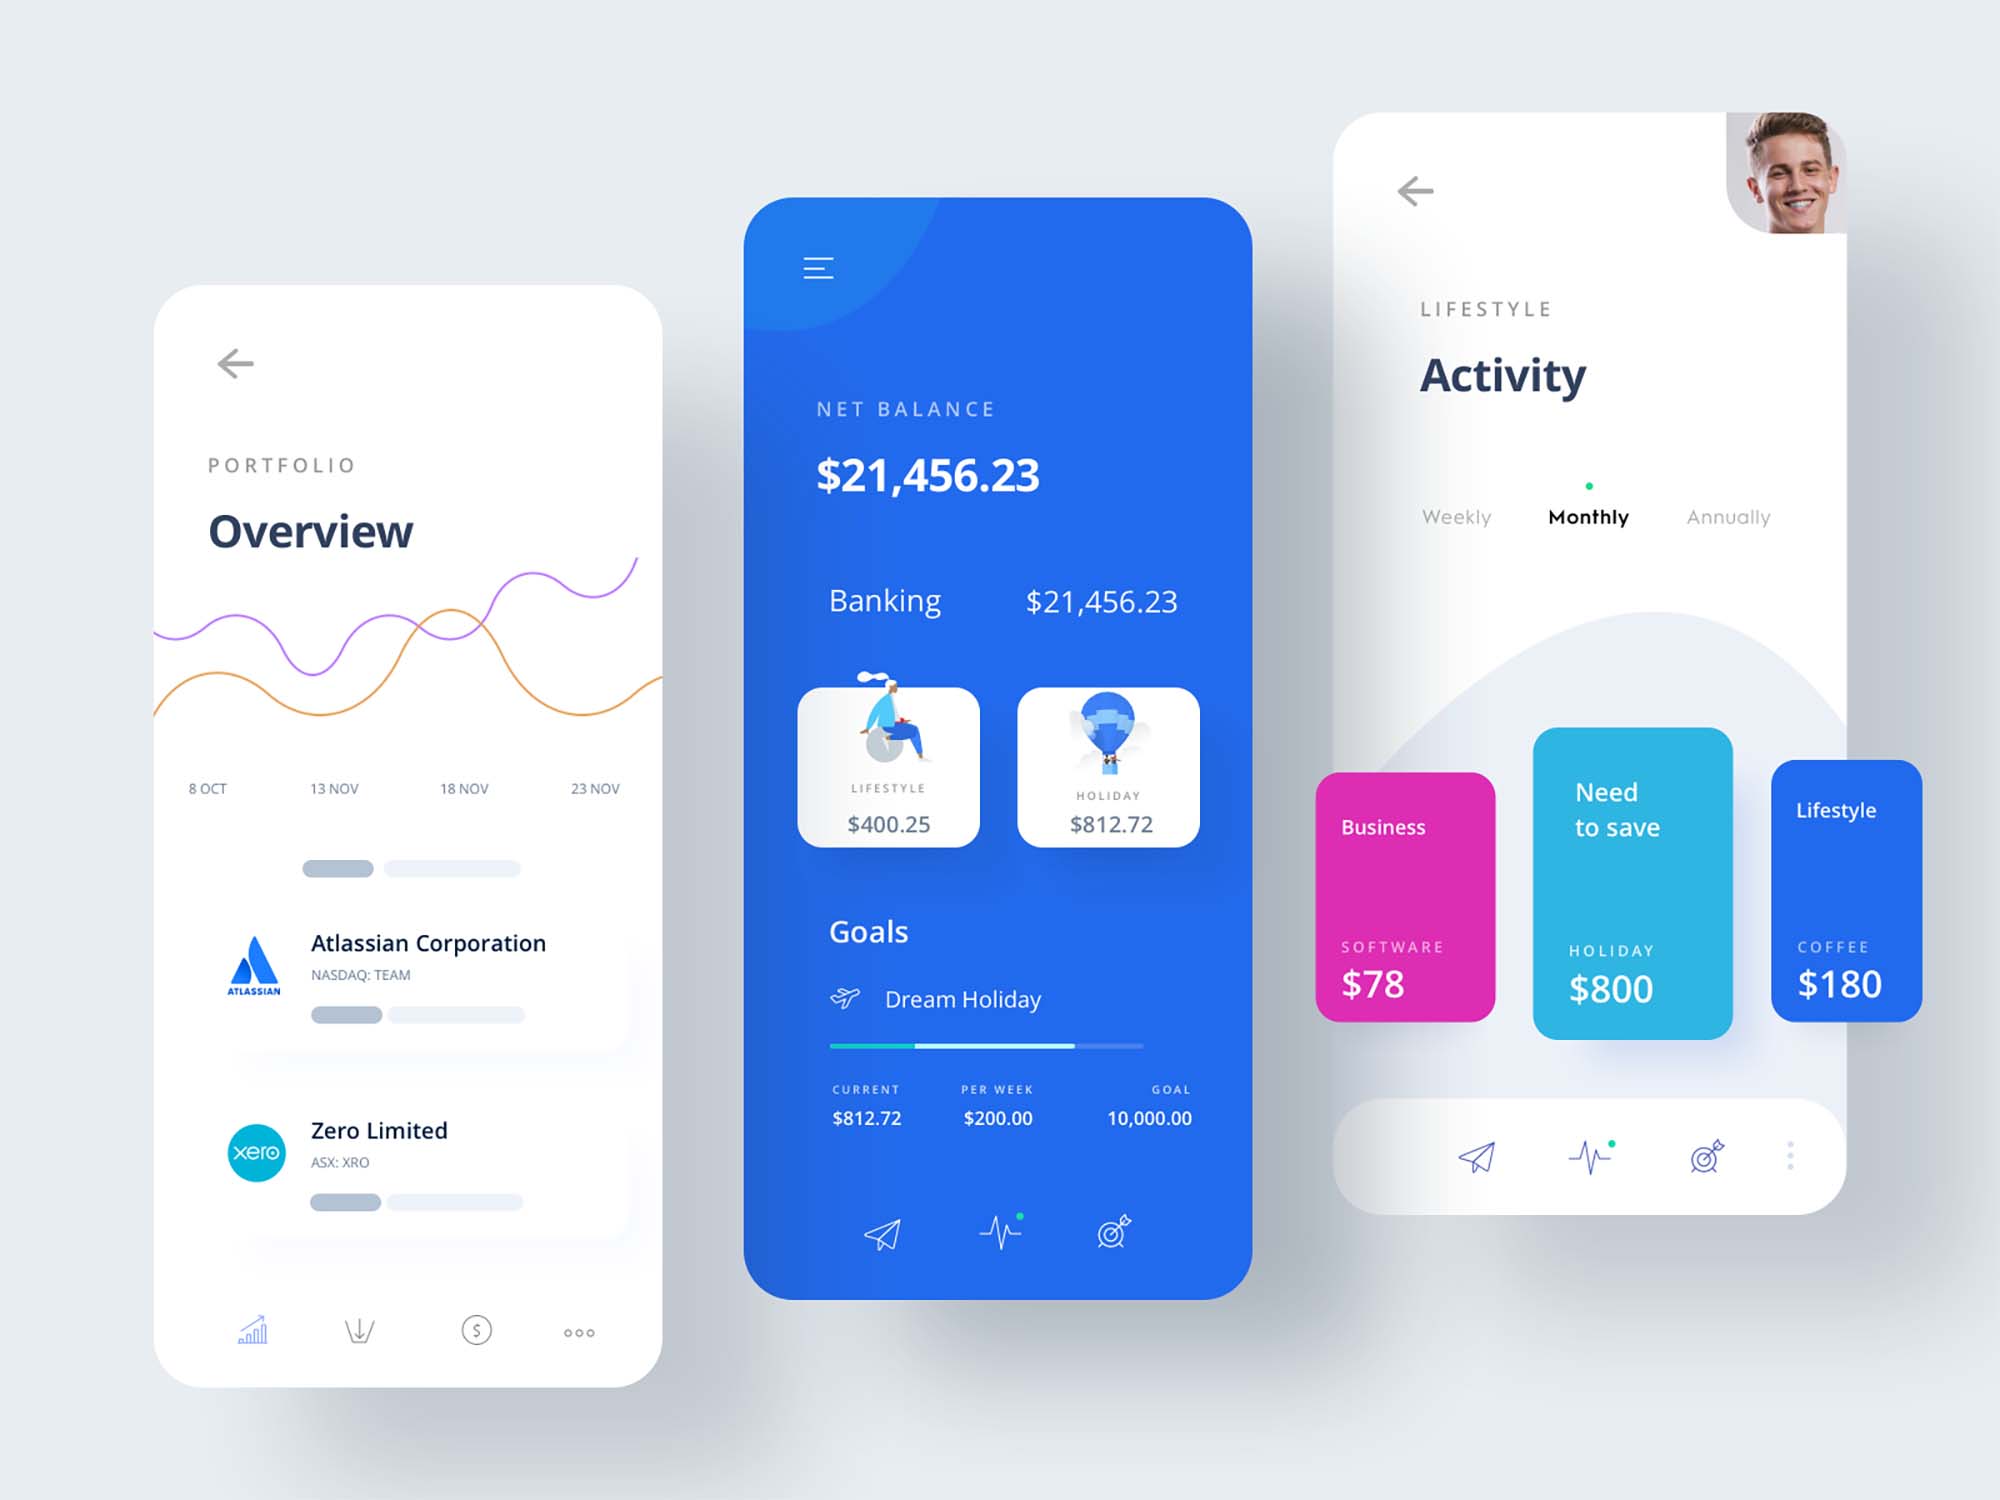 PORTFOLIO
Overview
8 OCT 13 NOV 18 NOV 23 NOV
Atlassian Corporation
NASDAQ: TEAM
ATLASSIAN
Zero Limited
ASX: XRO
xero
$
NET BALANCE
$21,456.23
Banking $21,456.23
LIFESTYLE
$400.25
HOLIDAY
$812.72
Goals
Dream Holiday
CURRENT PER WEEK GOAL
$812.72 $200.00 10,000.00
LIFESTYLE
Activity
Weekly Monthly Annually
Business
SOFTWARE
$78
Need
to save
HOLIDAY
$800
Lifestyle
COFFEE
$180